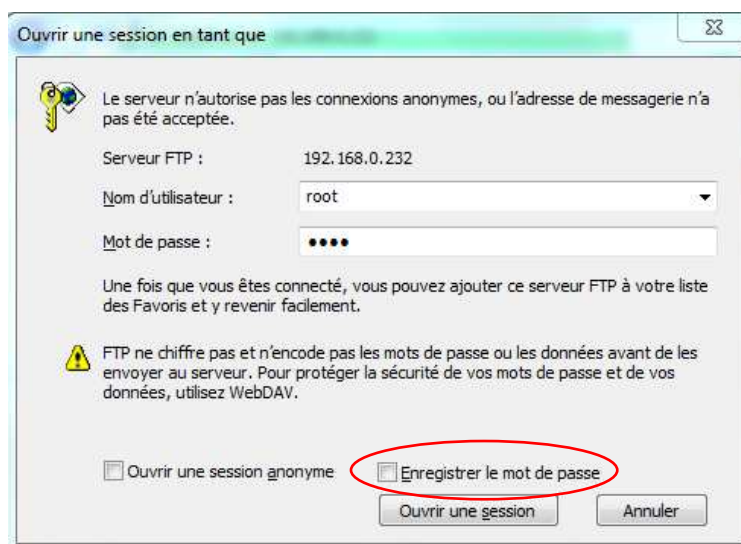 Ouvrir une session en tant que
Le serveur n'autorise pas les connexions anonymes, ou l'adresse de messagerie n'a
pas été acceptée.
Serveur FTP : 192.168.0.232
Nom d'utilisateur : root
Mot de passe : ●●●●
Une fois que vous êtes connecté, vous pouvez ajouter ce serveur FTP à votre liste
des Favoris et y revenir facilement.
FTP ne chiffre pas et n'encode pas les mots de passe ou les données avant de les
envoyer au serveur. Pour protéger la sécurité de vos mots de passe et de vos
données, utilisez WebDAV.
Ouvrir une session anonyme Enregistrer le mot de passe
Ouvrir une session Annuler